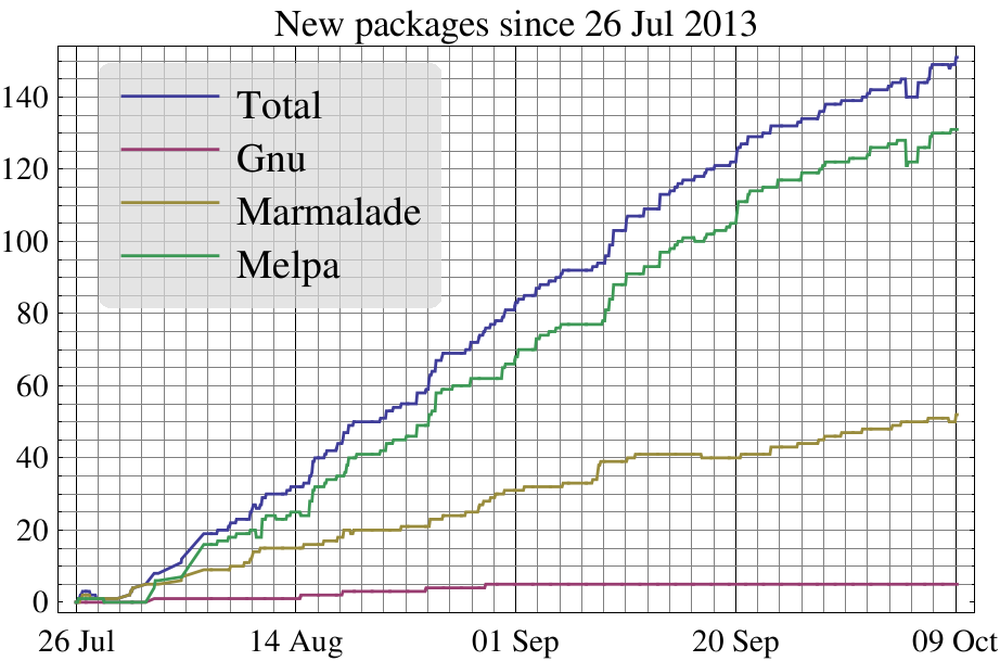 New packages since 26 Jul 2013
Total
Gnu
Marmalade
Melpa
140
120
100
80
60
40
20
0
26 Jul 14 Aug 01 Sep 20 Sep 09 Oct